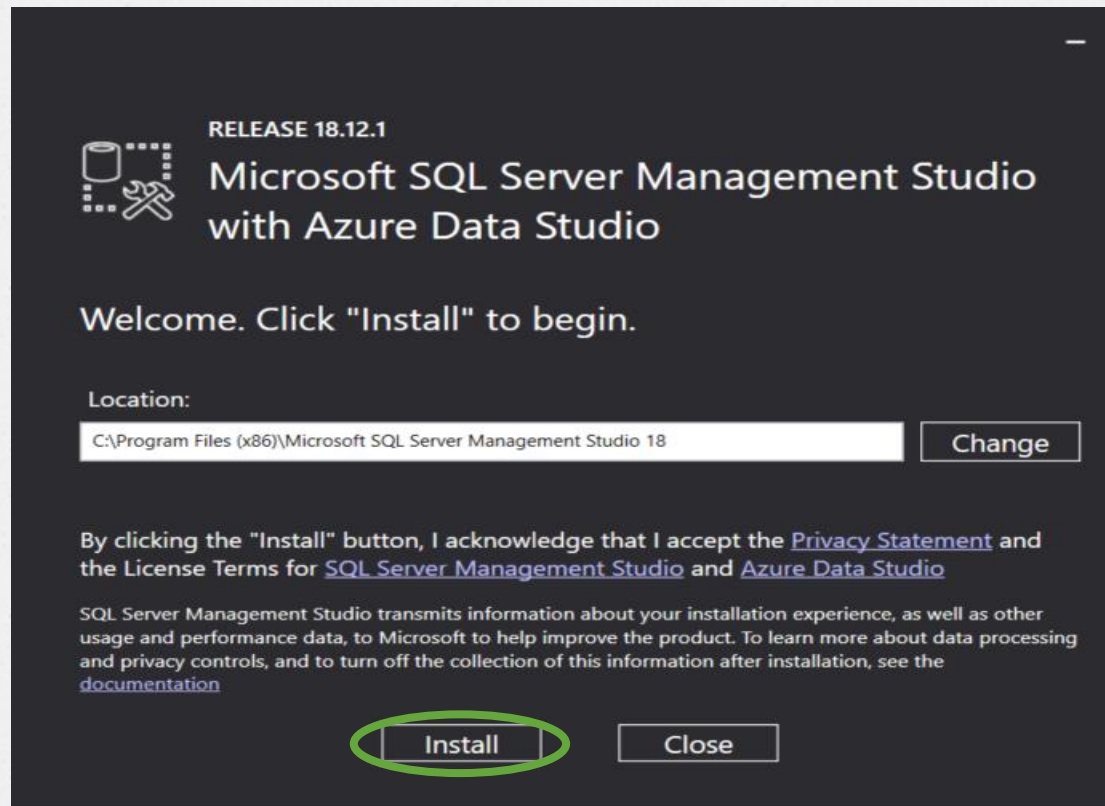 RELEASE 18.12.1
Microsoft SQL Server Management Studio
with Azure Data Studio
Welcome. Click "Install" to begin.
Location:
C:\Program Files (x86)\Microsoft SQL Server Management Studio 18
Change
By clicking the "Install" button, I acknowledge that I accept the Privacy Statement and
the License Terms for SQL Server Management Studio and Azure Data Studio
SQL Server Management Studio transmits information about your installation experience, as well as other
usage and performance data, to Microsoft to help improve the product. To learn more about data processing
and privacy controls, and to turn off the collection of this information after installation, see the
documentation
Install
Close